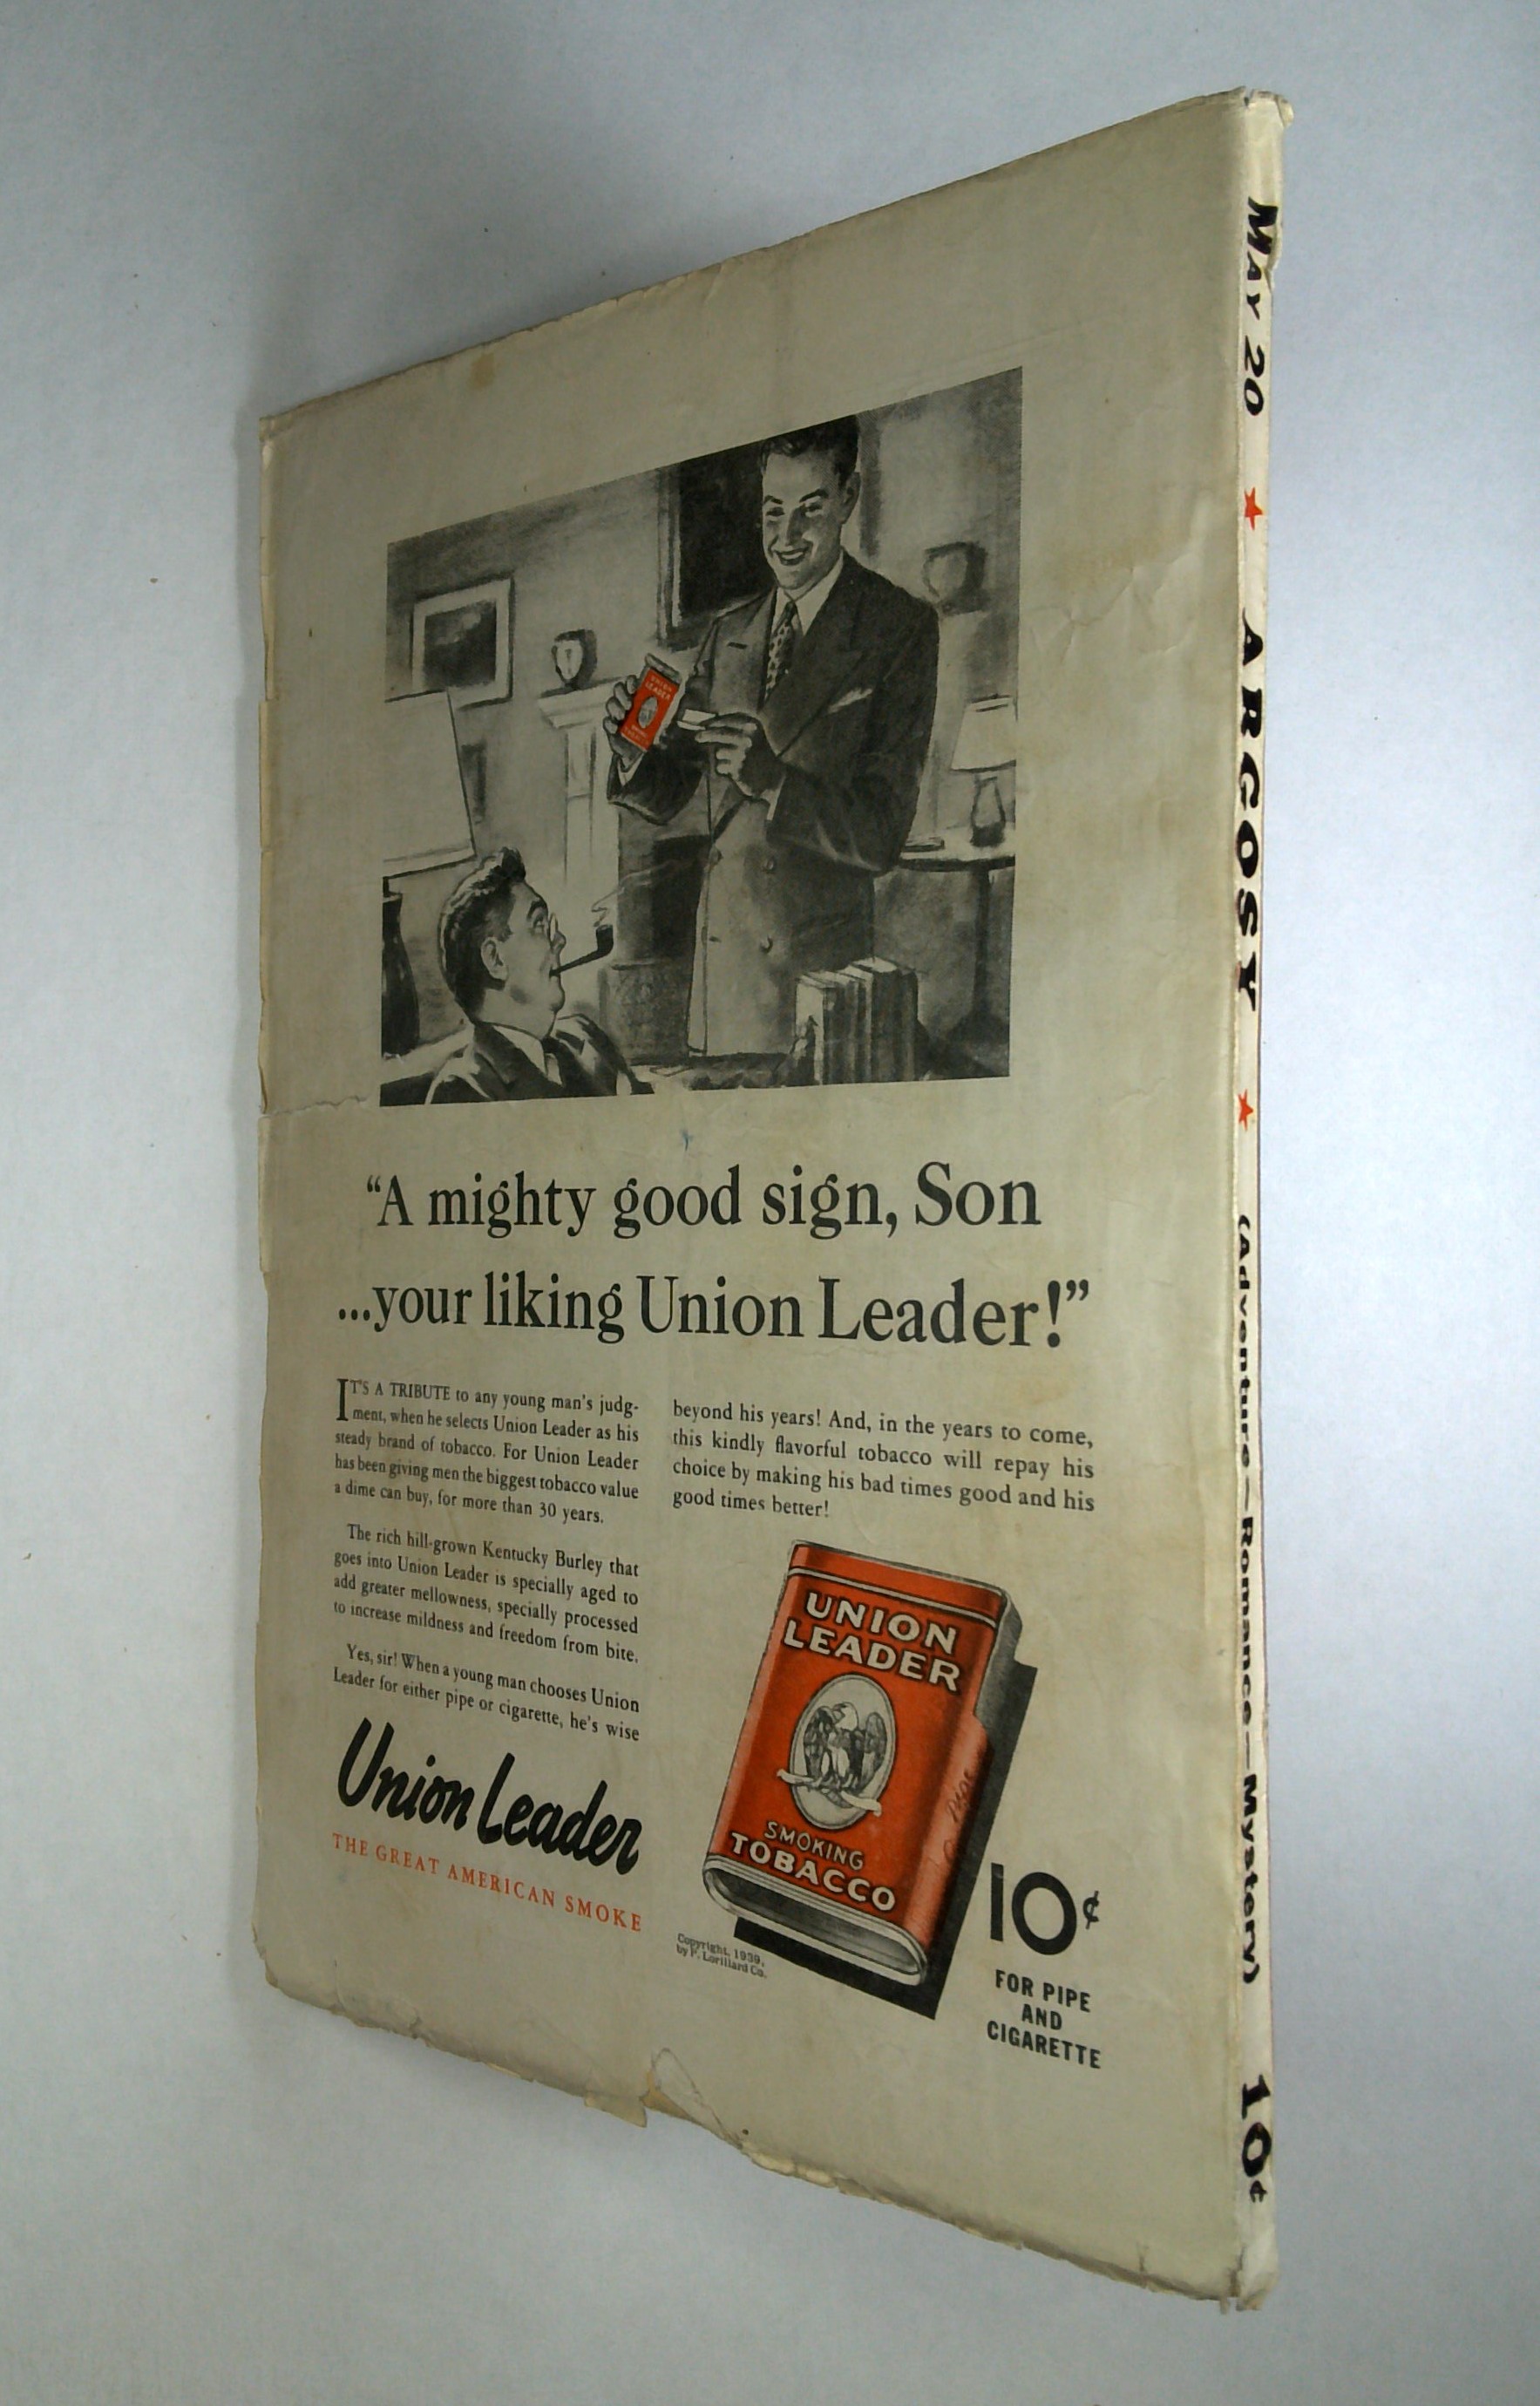 "A mighty good sign, Son
...your liking Union Leader!"
IT'S A TRIBUTE to any young man's judg-
ment, when he selects Union Leader as his
steady brand of tobacco. For Union Leader
has been giving men the biggest tobacco value
a dime can buy, for more than 30 years.
The rich hill-grown Kentucky Burley that
goes into Union Leader is specially aged to
add greater mellowness, specially processed
to increase mildness and freedom from bite.
Yes, sir! When a young man chooses Union
Leader for either pipe or cigarette, he's wise
beyond his years! And, in the years to come,
this kindly flavorful tobacco will repay his
choice by making his bad times good and his
good times better!
Union Leader
THE GREAT AMERICAN SMOKE
UNION
LEADER
SMOKING
TOBACCO
Copyright, 1939,
by P. Lorillard Co.
10¢
FOR PIPE
AND
CIGARETTE
UNION
LEADER
MAY 20 ★ ARGOSY ★ (Adventure—Romance—Mystery) 10¢